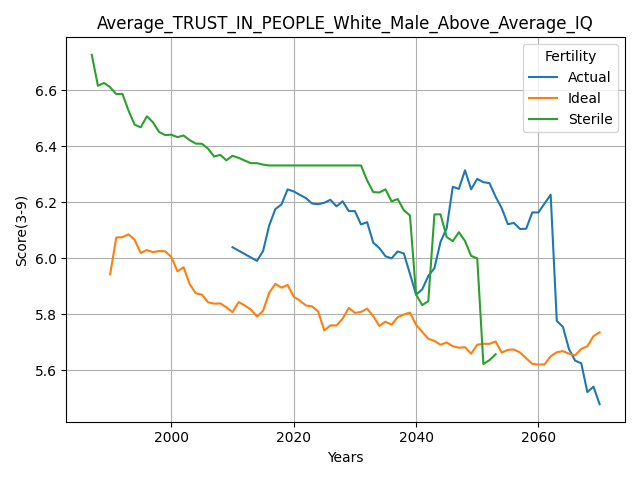 Average_TRUST_IN_PEOPLE_White_Male_Above_Average_IQ
Fertility
Actual
Ideal
Sterile
Score(3-9)
6.6
6.4
6.2
6.0
5.8
5.6
2000
2020
2040
2060
Years